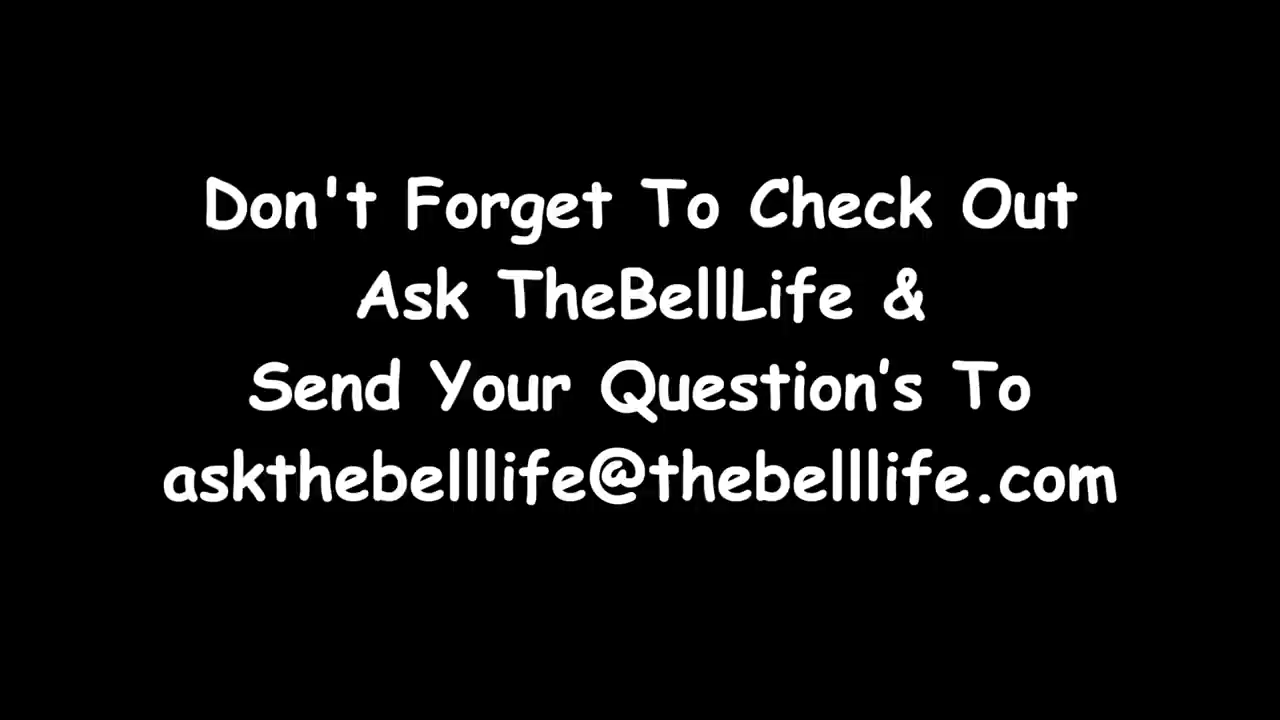 Don't Forget To Check Out
Ask TheBellLife &
Send Your Question's To
askthebelllife@thebelllife.com